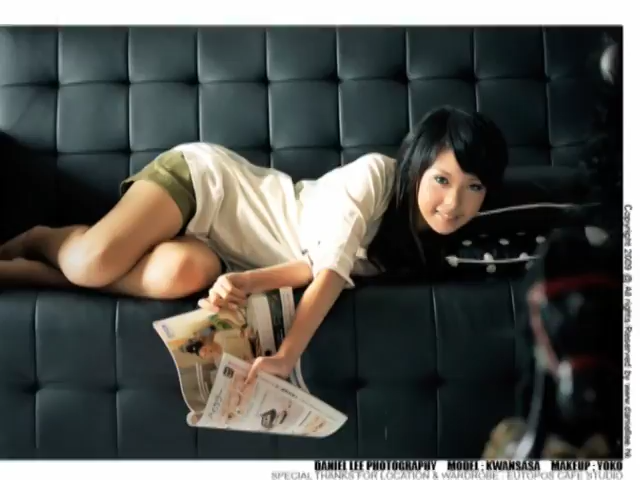 DANIEL LEE PHOTOGRAPHY MODEL : KWANSASA MAKEUP : YOKO
SPECIAL THANKS FOR LOCATION & WARDROBE : EUTOPOS CAFE STUDIO
Copyright 2009 @ All rights Reserved by